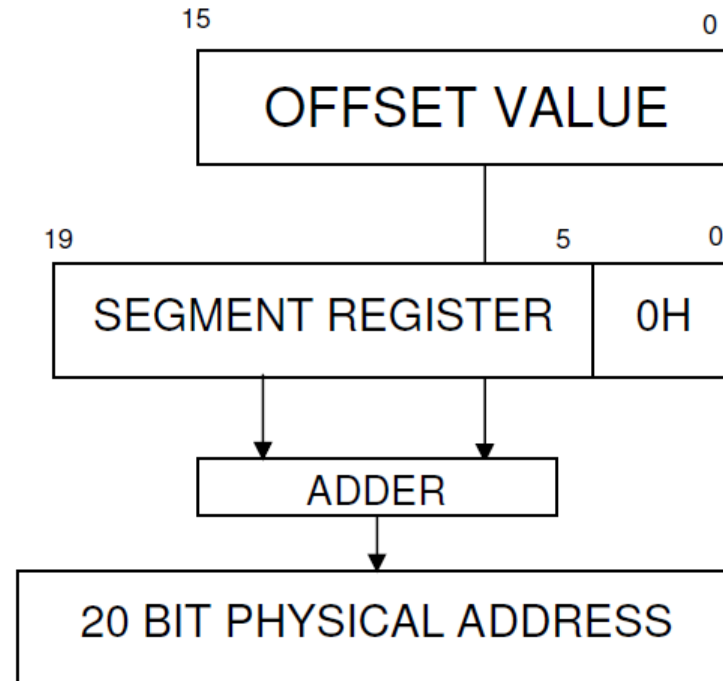 15 0
OFFSET VALUE
19 5 0
SEGMENT REGISTER 0H
ADDER
20 BIT PHYSICAL ADDRESS